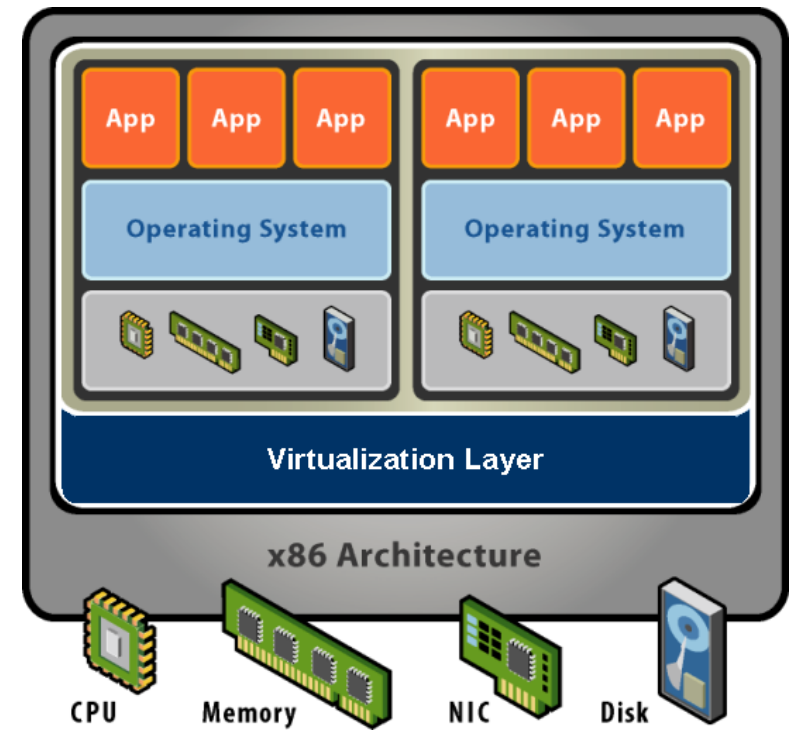 App App App App App App
Operating System Operating System
Virtualization Layer
x86 Architecture
CPU Memory NIC Disk